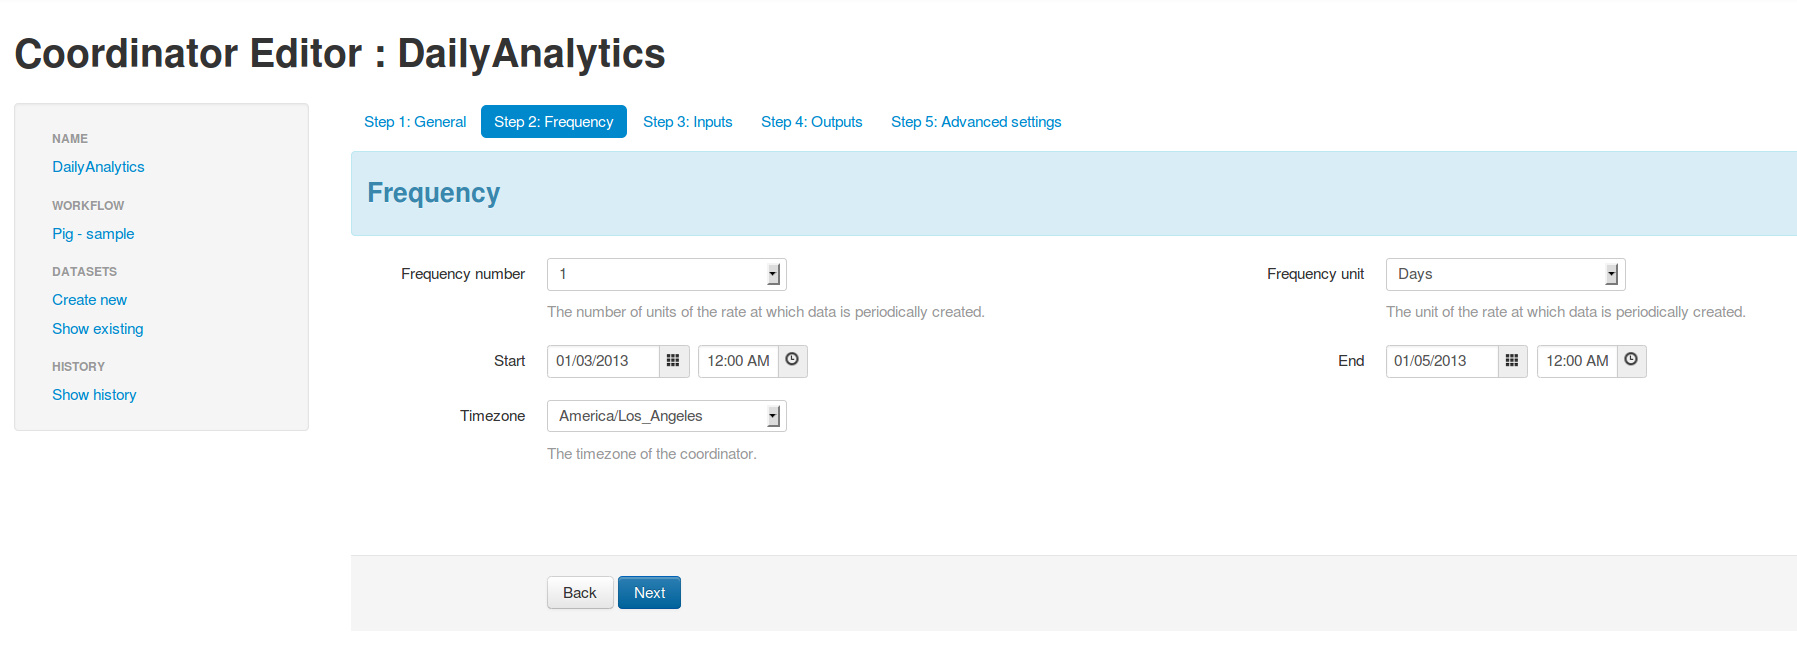 Coordinator Editor : DailyAnalytics
NAME
DailyAnalytics
WORKFLOW
Pig - sample
DATASETS
Create new
Show existing
HISTORY
Show history
Step 1: General Step 2: Frequency Step 3: Inputs Step 4: Outputs Step 5: Advanced settings
Frequency
Frequency number 1 Frequency unit Days
The number of units of the rate at which data is periodically created. The unit of the rate at which data is periodically created.
Start 01/03/2013 12:00 AM End 01/05/2013 12:00 AM
Timezone America/Los_Angeles
The timezone of the coordinator.
Back Next